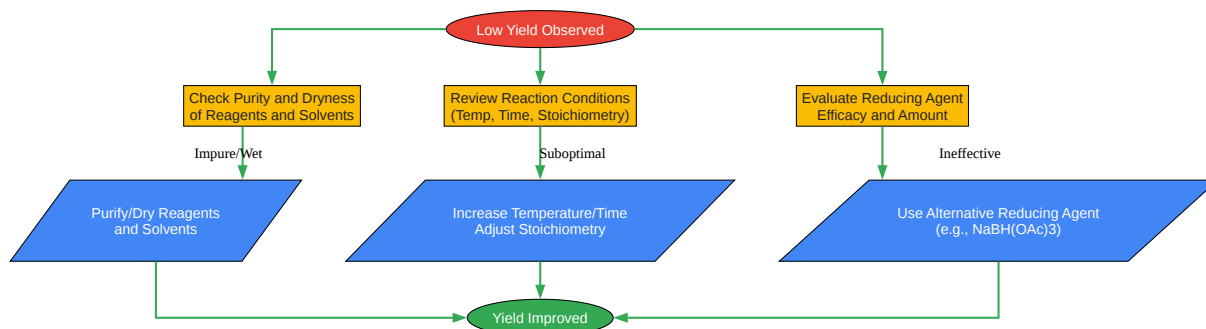 Low Yield Observed
Check Purity and Dryness
of Reagents and Solvents
Review Reaction Conditions
(Temp, Time, Stoichiometry)
Evaluate Reducing Agent
Efficacy and Amount
Impure/Wet
Suboptimal
Ineffective
Purify/Dry Reagents
and Solvents
Increase Temperature/Time
Adjust Stoichiometry
Use Alternative Reducing Agent
(e.g., NaBH(OAc)3)
Yield Improved